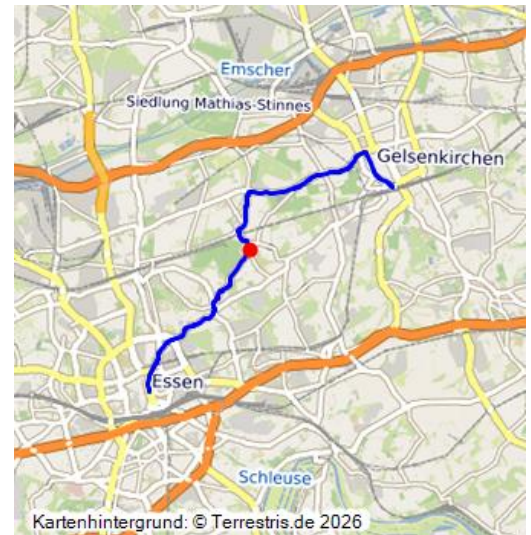 Emscher
Siedlung Mathias-Stinnes
Gelsenkirchen
Essen
Schleuse
Kartenhintergrund: © Terrestris.de 2026